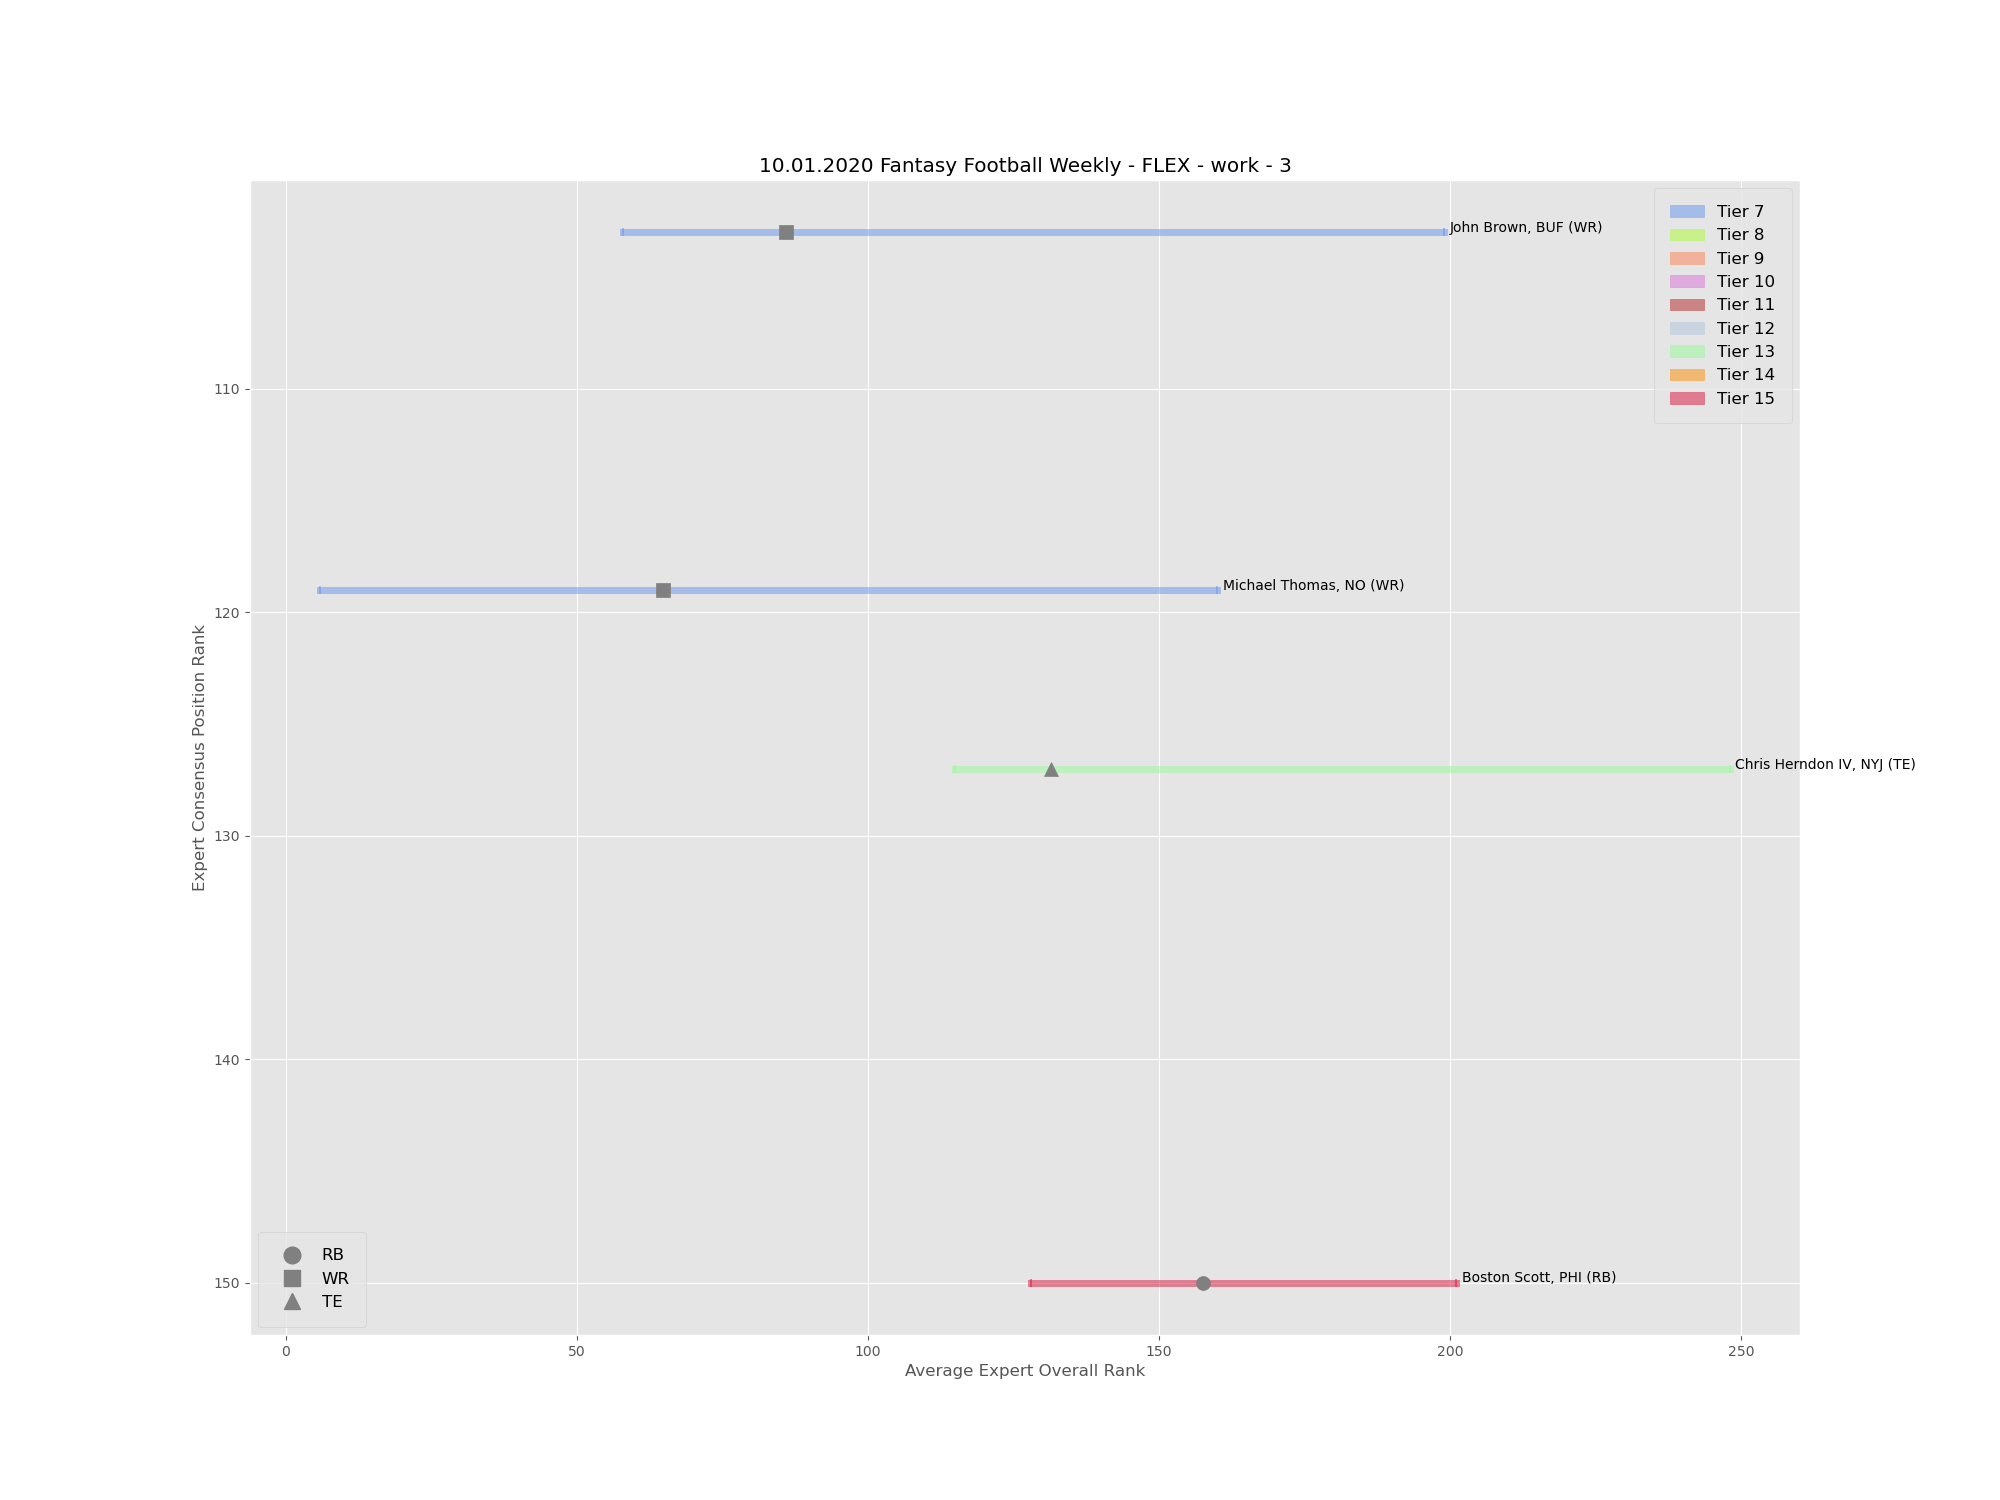 10.01.2020 Fantasy Football Weekly - FLEX - work - 3
John Brown, BUF (WR)
Tier 7
Tier 8
Tier 9
Tier 10
Tier 11
Tier 12
Tier 13
Tier 14
Tier 15
110
Michael Thomas, NO (WR)
120
Expert Consensus Position Rank
Chris Herndon IV, NYJ (TE)
130
140
RB
WR
TE
150
Boston Scott, PHI (RB)
0 50 100 150 200 250
Average Expert Overall Rank